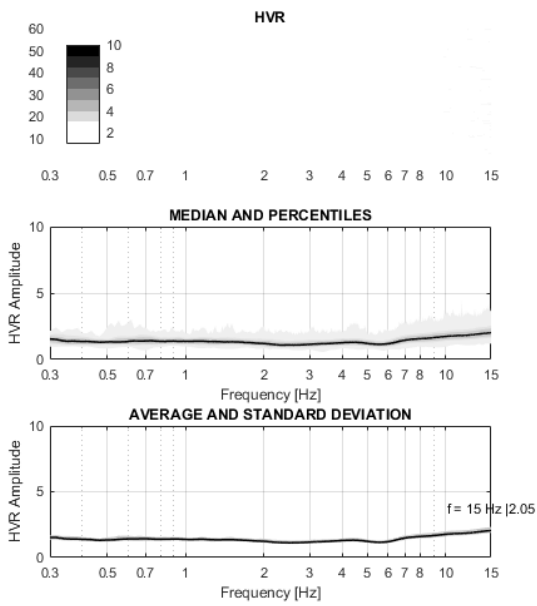 HVR
60
50
40
30
20
10
10
8
6
4
2
0.3 0.5 0.7 1 2 3 4 5 6 7 8 10 15
MEDIAN AND PERCENTILES
HVR Amplitude
10
5
0
0.3 0.5 0.7 1 2 3 4 5 6 7 8 10 15
Frequency [Hz]
AVERAGE AND STANDARD DEVIATION
HVR Amplitude
10
5
0
f = 15 Hz |2.05
0.3 0.5 0.7 1 2 3 4 5 6 7 8 10 15
Frequency [Hz]